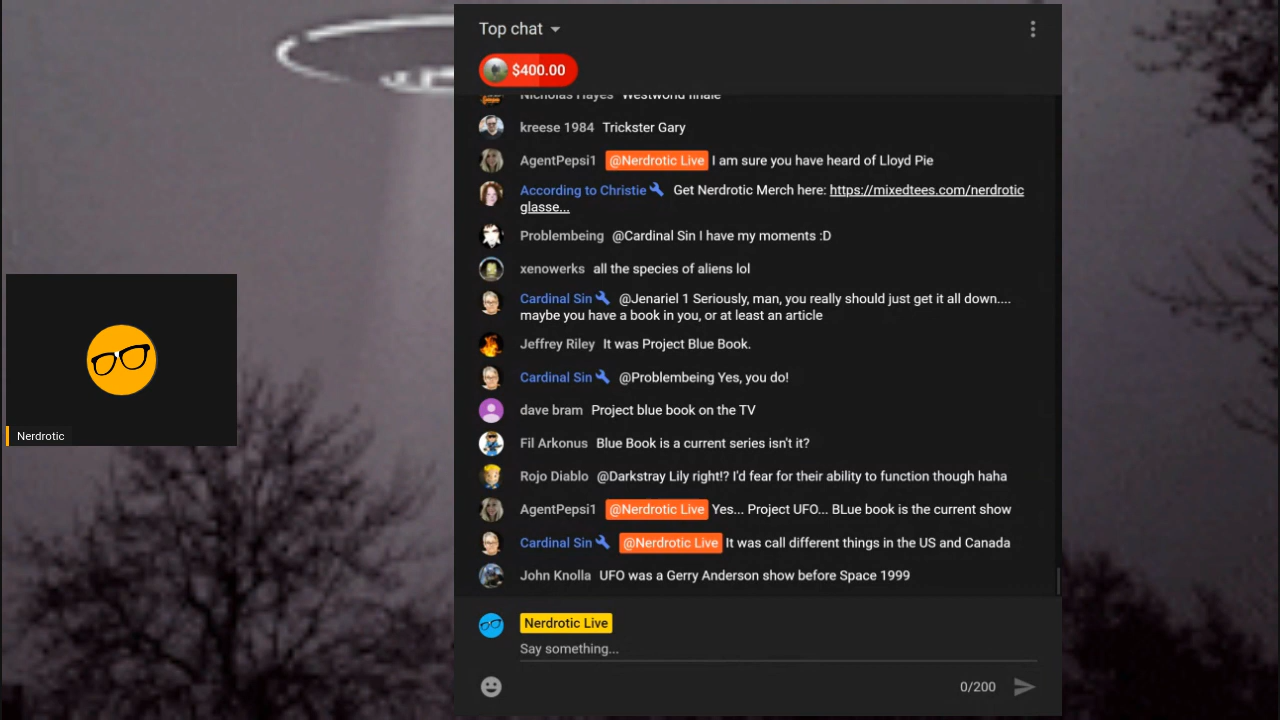 Top chat
$400.00
Nicholas Hayes Westworld finale
kreese 1984 Trickster Gary
AgentPepsi1 @Nerdrotic Live I am sure you have heard of Lloyd Pie
According to Christie Get Nerdrotic Merch here: https://mixedtees.com/nerdrotic
glasse...
Problembeing @Cardinal Sin I have my moments :D
xenowerks all the species of aliens lol
Cardinal Sin @Jenariel 1 Seriously, man, you really should just get it all down....
maybe you have a book in you, or at least an article
Jeffrey Riley It was Project Blue Book.
Cardinal Sin @Problembeing Yes, you do!
dave bram Project blue book on the TV
Fil Arkonus Blue Book is a current series isn't it?
Rojo Diablo @Darkstray Lily right!? I'd fear for their ability to function though haha
AgentPepsi1 @Nerdrotic Live Yes... Project UFO... BLue book is the current show
Cardinal Sin @Nerdrotic Live It was call different things in the US and Canada
John Knolla UFO was a Gerry Anderson show before Space 1999
Nerdrotic Live
Say something...
0/200
Nerdrotic